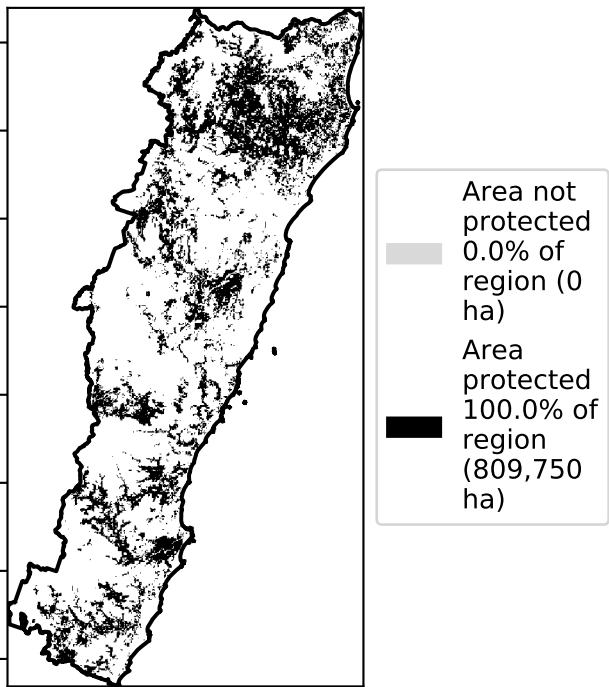 Area not
protected
0.0% of
region (0
ha)
Area
protected
100.0% of
region
(809,750
ha)